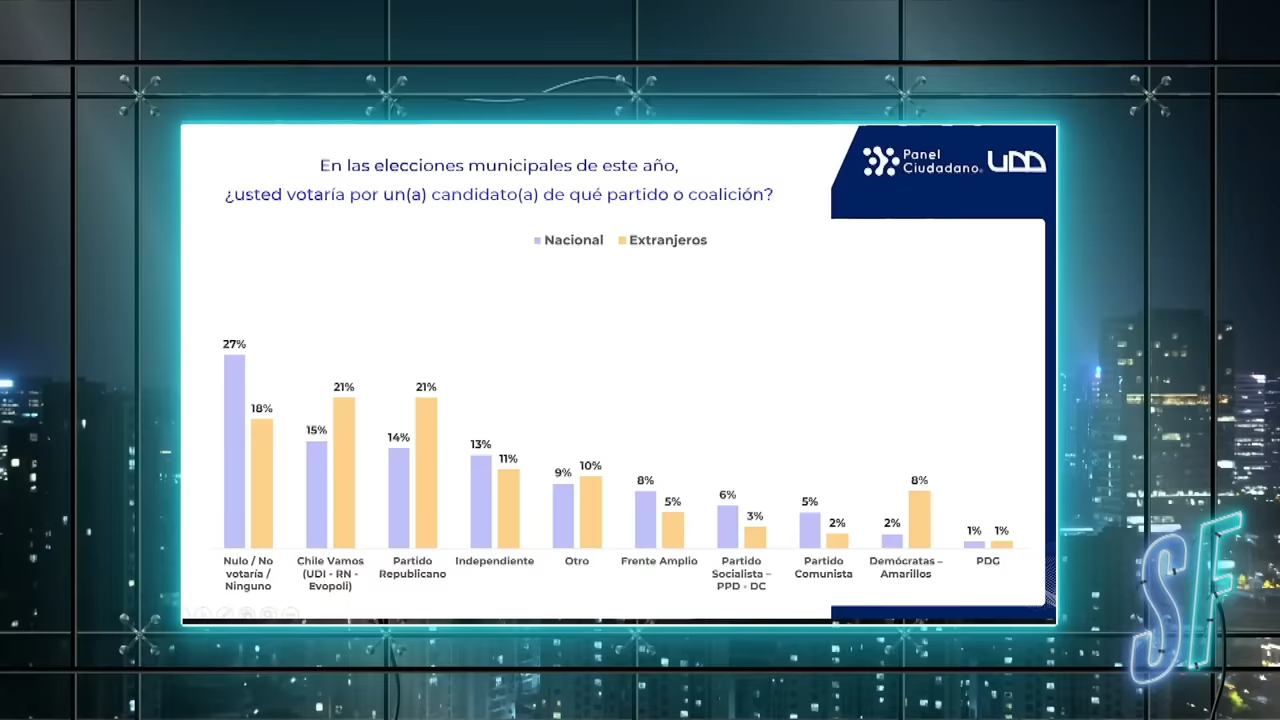 En las elecciones municipales de este año,
¿usted votaría por un(a) candidato(a) de qué partido o coalición?
Panel
Ciudadano
UDD
Nacional Extranjeros
27%
18%
15%
21%
14%
21%
13%
11%
9%
10%
8%
5%
6%
3%
5%
2%
2%
8%
1%
1%
Nulo / No
votaría /
Ninguno
Chile Vamos
(UDI - RN -
Evopoli)
Partido
Republicano
Independiente
Otro
Frente Amplio
Partido
Socialista –
PPD - DC
Partido
Comunista
Demócratas –
Amarillos
PDG
SF